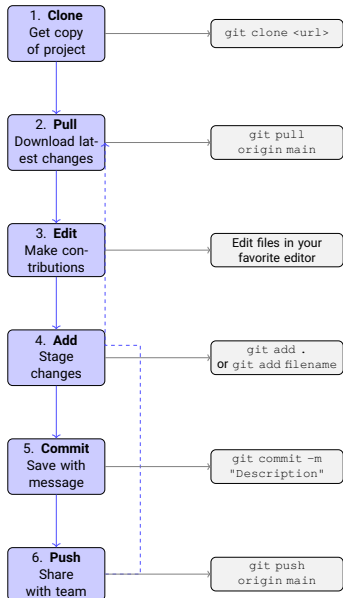 1. Clone
Get copy
of project
git clone <url>
2. Pull
Download lat-
est changes
git pull
origin main
3. Edit
Make con-
tributions
Edit files in your
favorite editor
4. Add
Stage
changes
git add .
or git add filename
5. Commit
Save with
message
git commit -m
"Description"
6. Push
Share
with team
git push
origin main